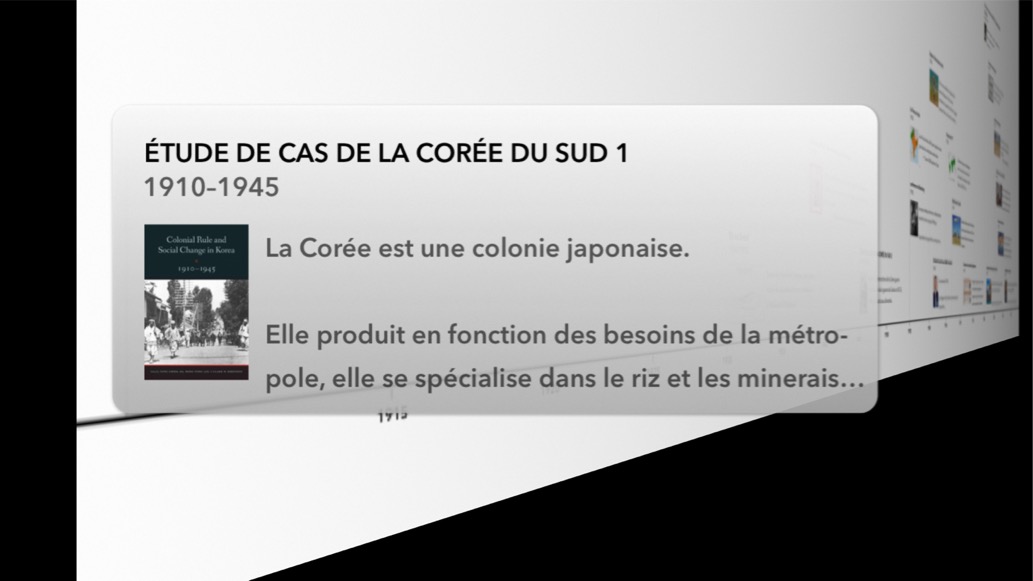 ÉTUDE DE CAS DE LA CORÉE DU SUD 1
1910–1945
Colonial Rule and
Social Change in Korea
1910–1945
La Corée est une colonie japonaise.
Elle produit en fonction des besoins de la métro-
pole, elle se spécialise dans le riz et les minerais…
1915